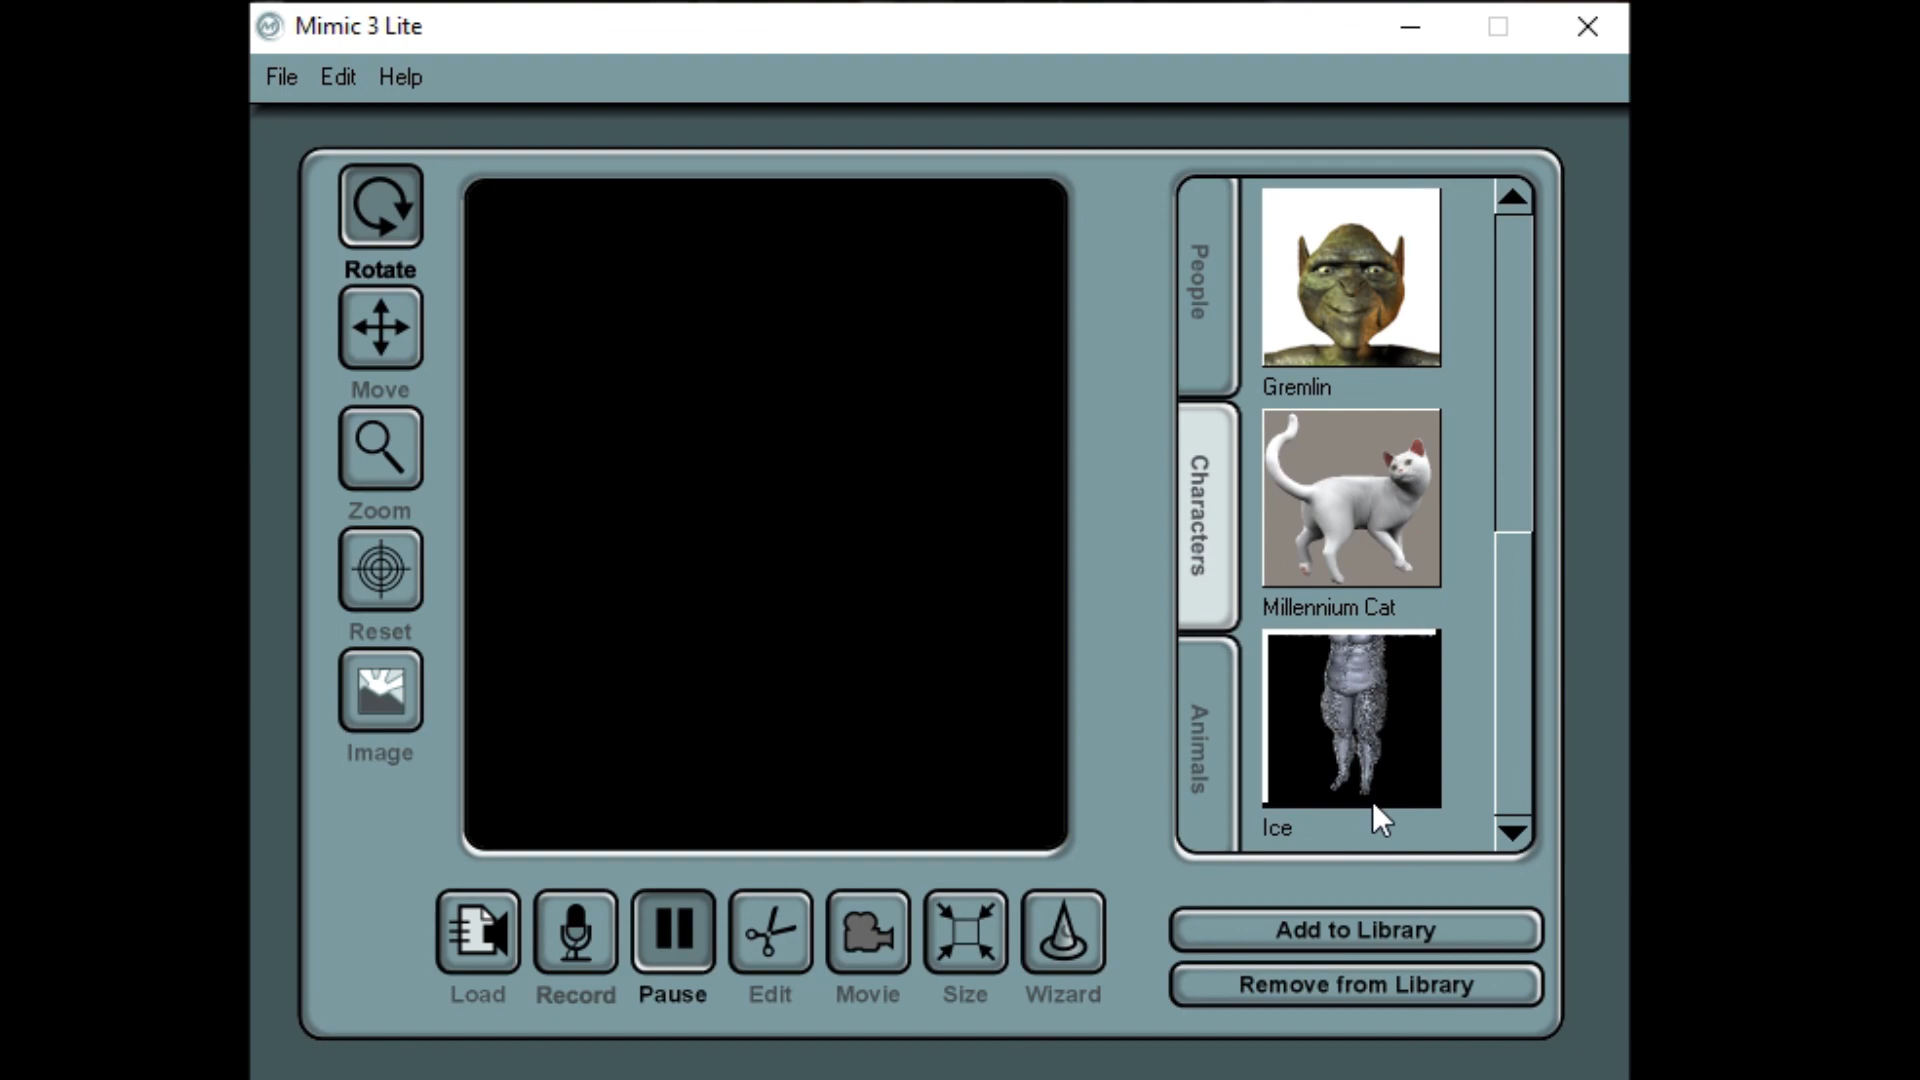 Mimic 3 Lite
File Edit Help
Rotate
Move
Zoom
Reset
Image
People
Characters
Animals
Gremlin
Millennium Cat
Ice
Load Record Pause Edit Movie Size Wizard
Add to Library
Remove from Library